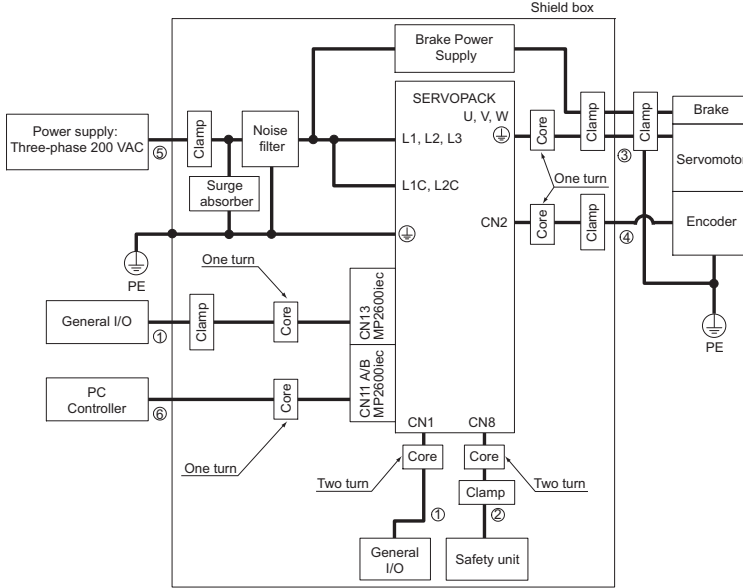 Shield box
Brake Power
Supply
SERVOPACK
U, V, W
L1, L2, L3
L1C, L2C
CN2
CN1
CN8
Power supply:
Three-phase 200 VAC
⑤
Clamp
Noise
filter
Surge
absorber
PE
Core
Clamp
Clamp
③
One turn
Core
Clamp
④
Brake
Servomotor
Encoder
PE
One turn
General I/O
①
Clamp
Core
CN13
MP2600iec
PC
Controller
⑥
Core
CN11 A/B
MP2600iec
One turn
Two turn
Core
①
General
I/O
Core
Two turn
Clamp
②
Safety unit